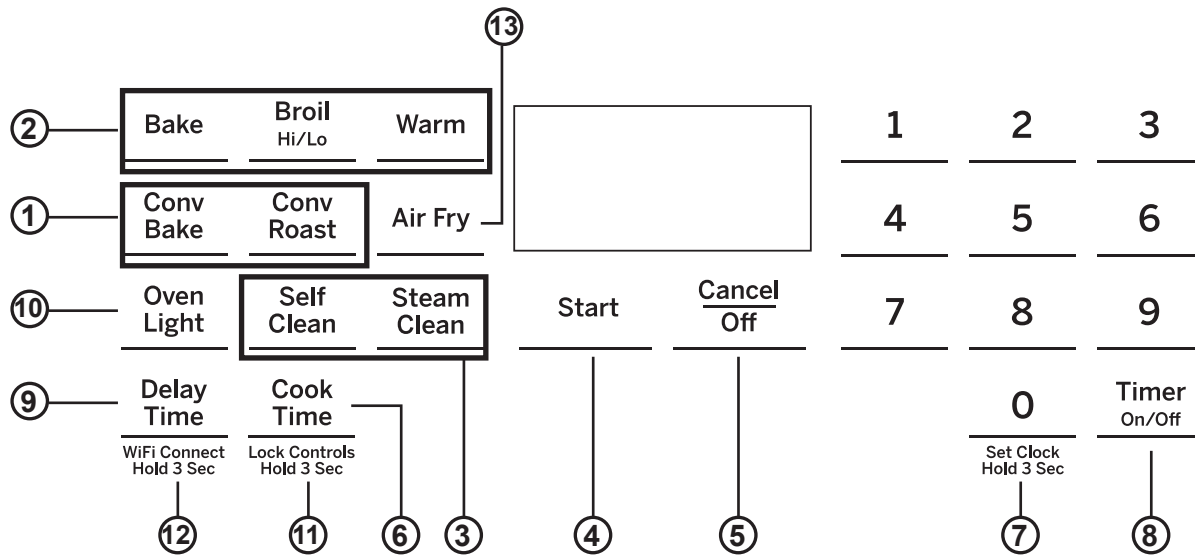 13
2
Bake
Broil
Hi/Lo
Warm
1
2
3
1
Conv
Bake
Conv
Roast
Air Fry
4
5
6
10
Oven
Light
Self
Clean
Steam
Clean
Start
Cancel
Off
7
8
9
9
Delay
Time
Cook
Time
0
Timer
On/Off
WiFi Connect
Hold 3 Sec
Lock Controls
Hold 3 Sec
Set Clock
Hold 3 Sec
12
11
6
3
4
5
7
8